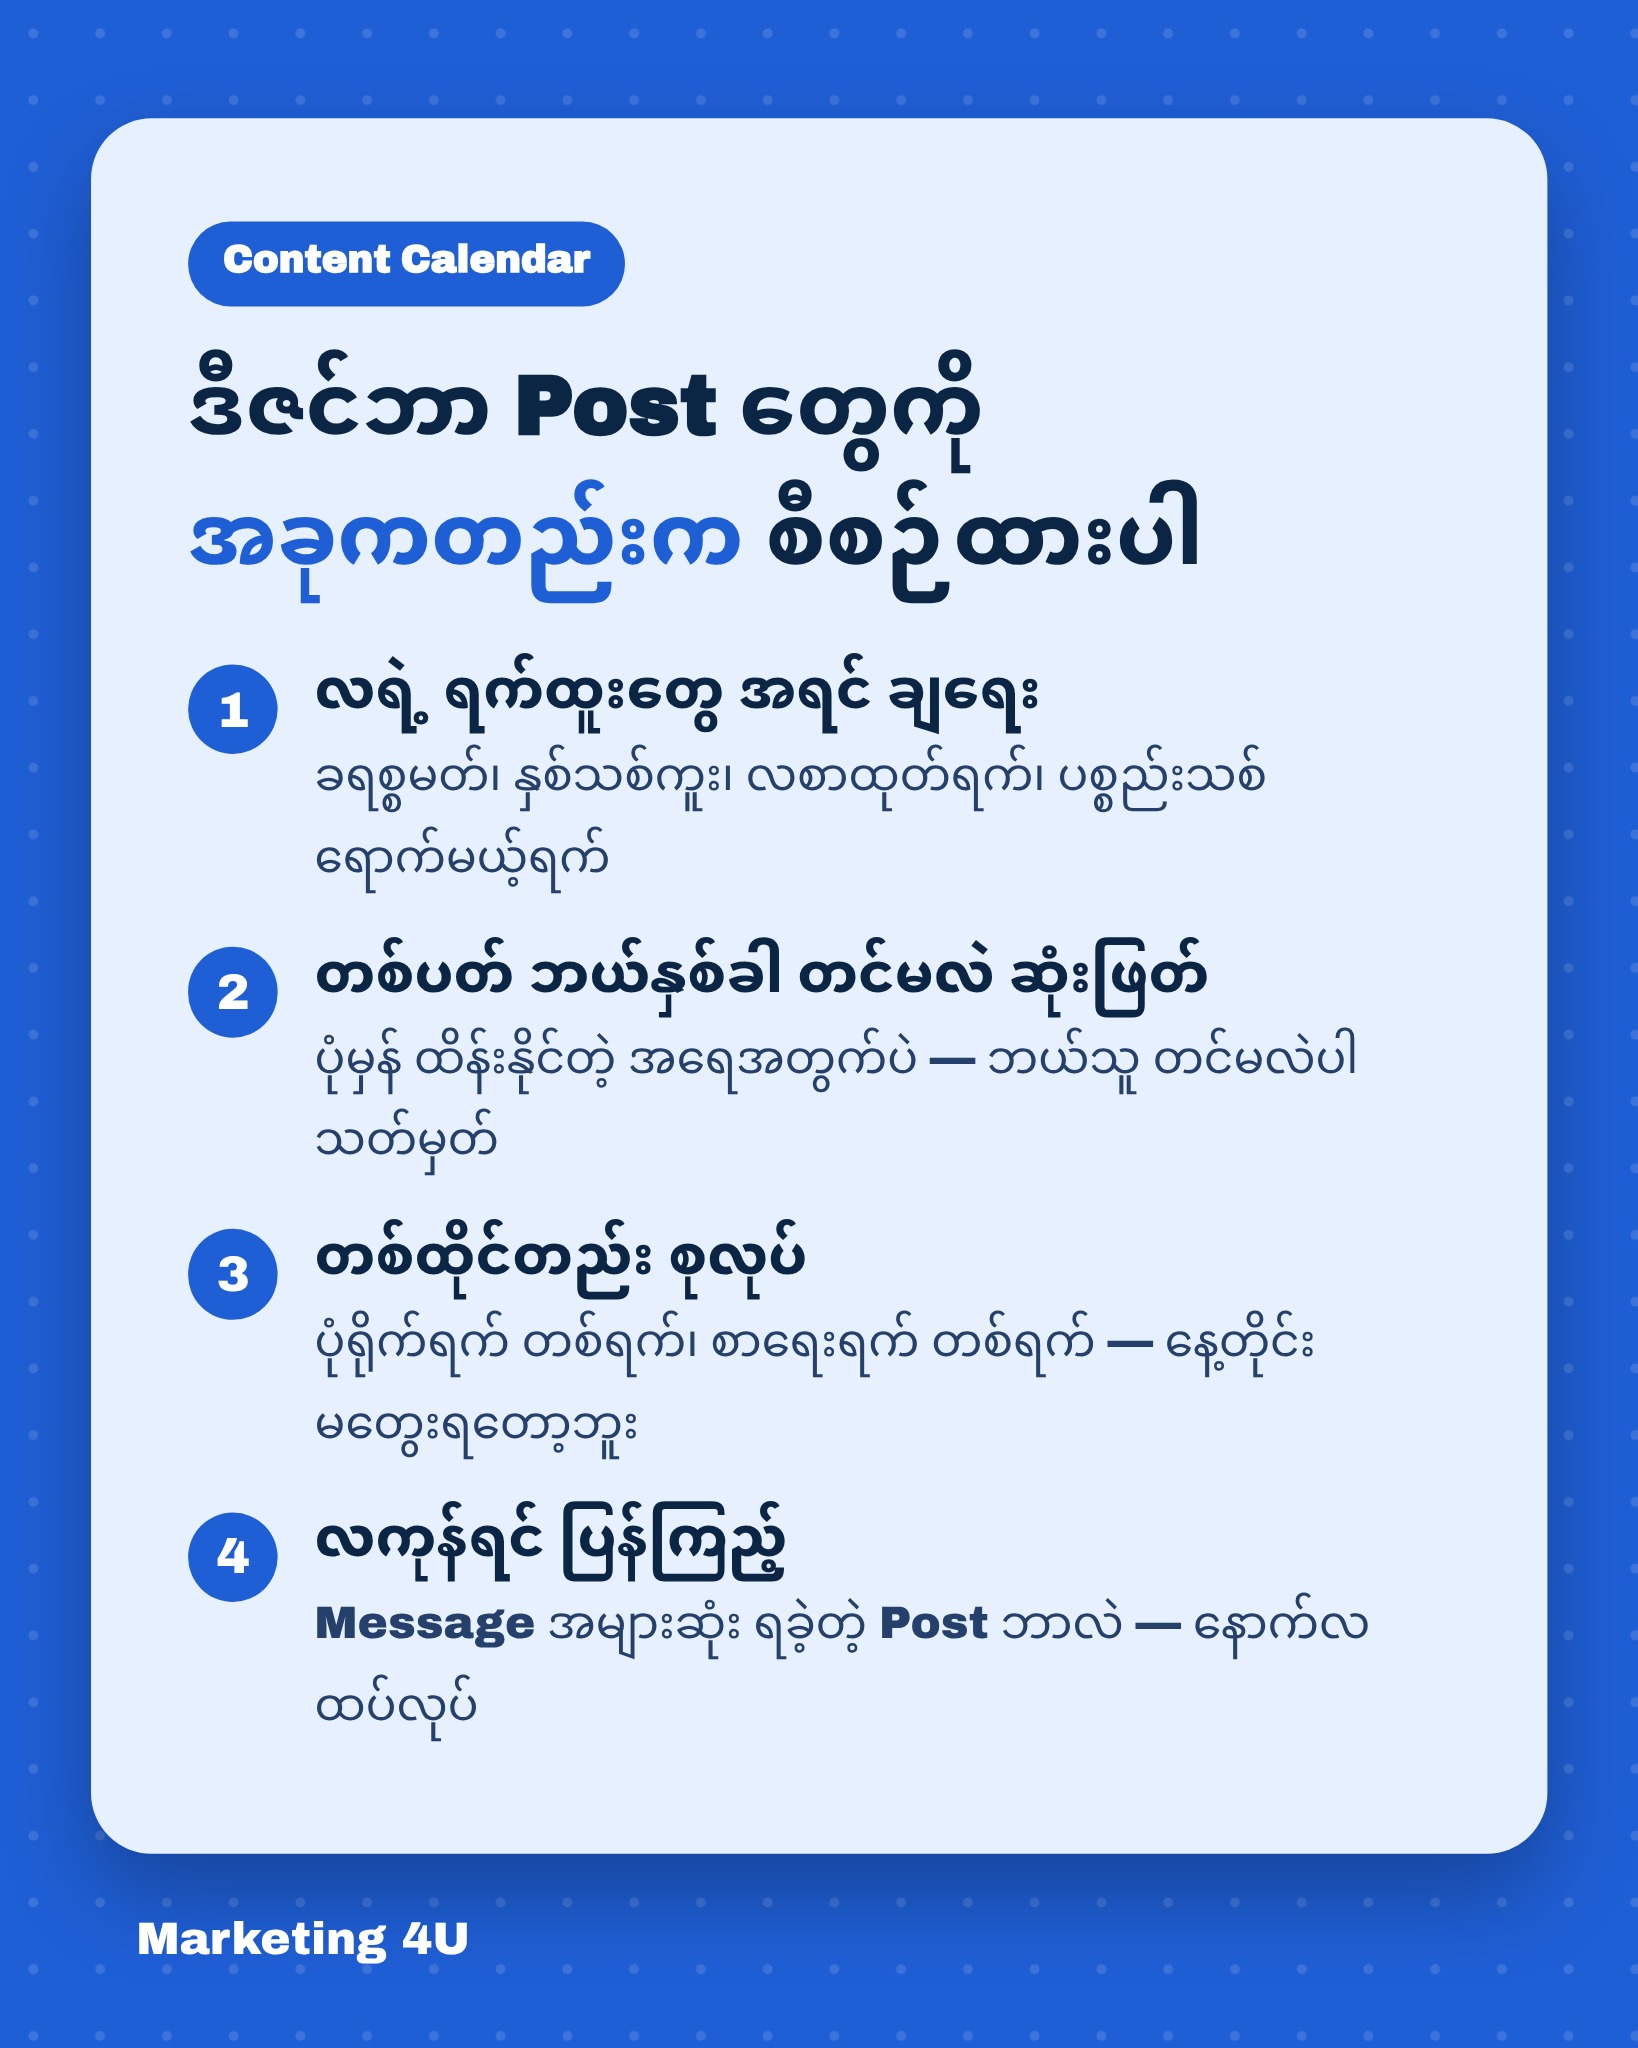 Content Calendar
ဒီဇင်ဘာ Post တွေကို
အခုကတည်းက စီစဉ်ထားပါ
1
လရဲ့ ရက်ထူးတွေ အရင် ချရေး
ခရစ္စမတ်၊ နှစ်သစ်ကူး၊ လစာထုတ်ရက်၊ ပစ္စည်းသစ်
ရောက်မယ့်ရက်
2
တစ်ပတ် ဘယ်နှစ်ခါ တင်မလဲ ဆုံးဖြတ်
ပုံမှန် ထိန်းနိုင်တဲ့ အရေအတွက်ပဲ — ဘယ်သူ တင်မလဲပါ
သတ်မှတ်
3
တစ်ထိုင်တည်း စုလုပ်
ပုံရိုက်ရက် တစ်ရက်၊ စာရေးရက် တစ်ရက် — နေ့တိုင်း
မတွေးရတော့ဘူး
4
လကုန်ရင် ပြန်ကြည့်
Message အများဆုံး ရခဲ့တဲ့ Post ဘာလဲ — နောက်လ
ထပ်လုပ်
Marketing 4U